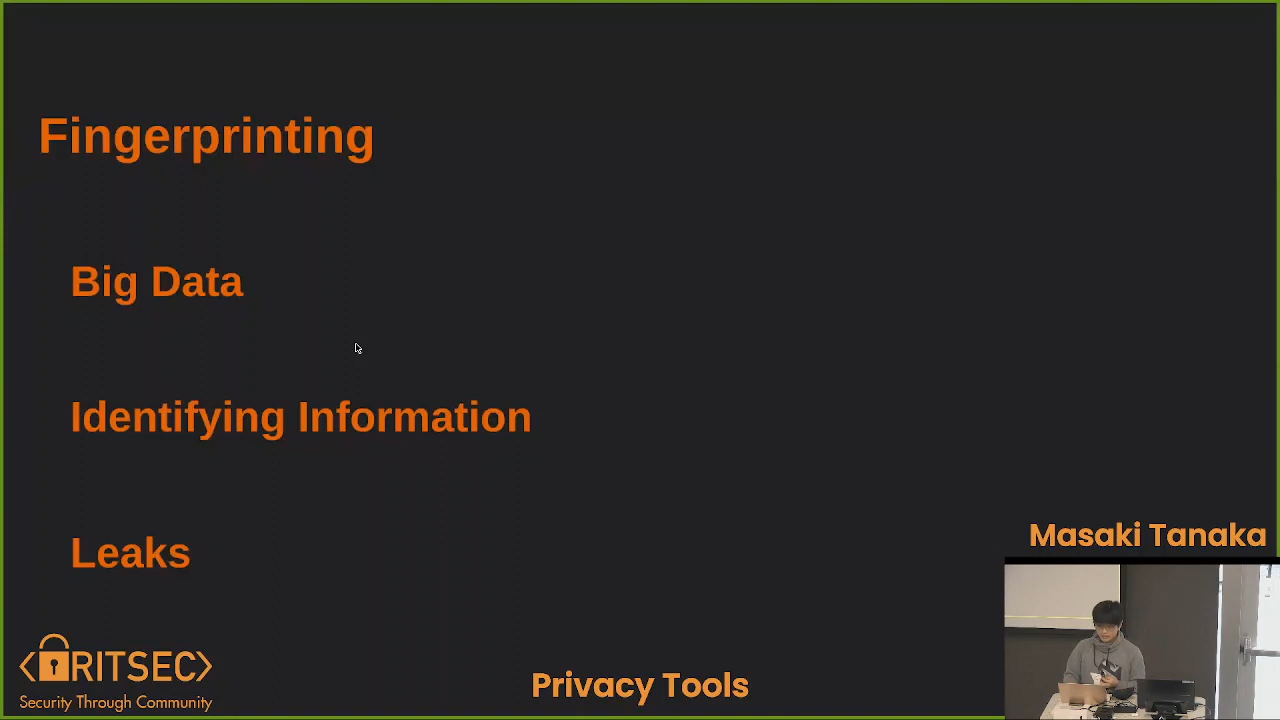 Fingerprinting
Big Data
Identifying Information
Leaks
Masaki Tanaka
RITSEC
Security Through Community
Privacy Tools